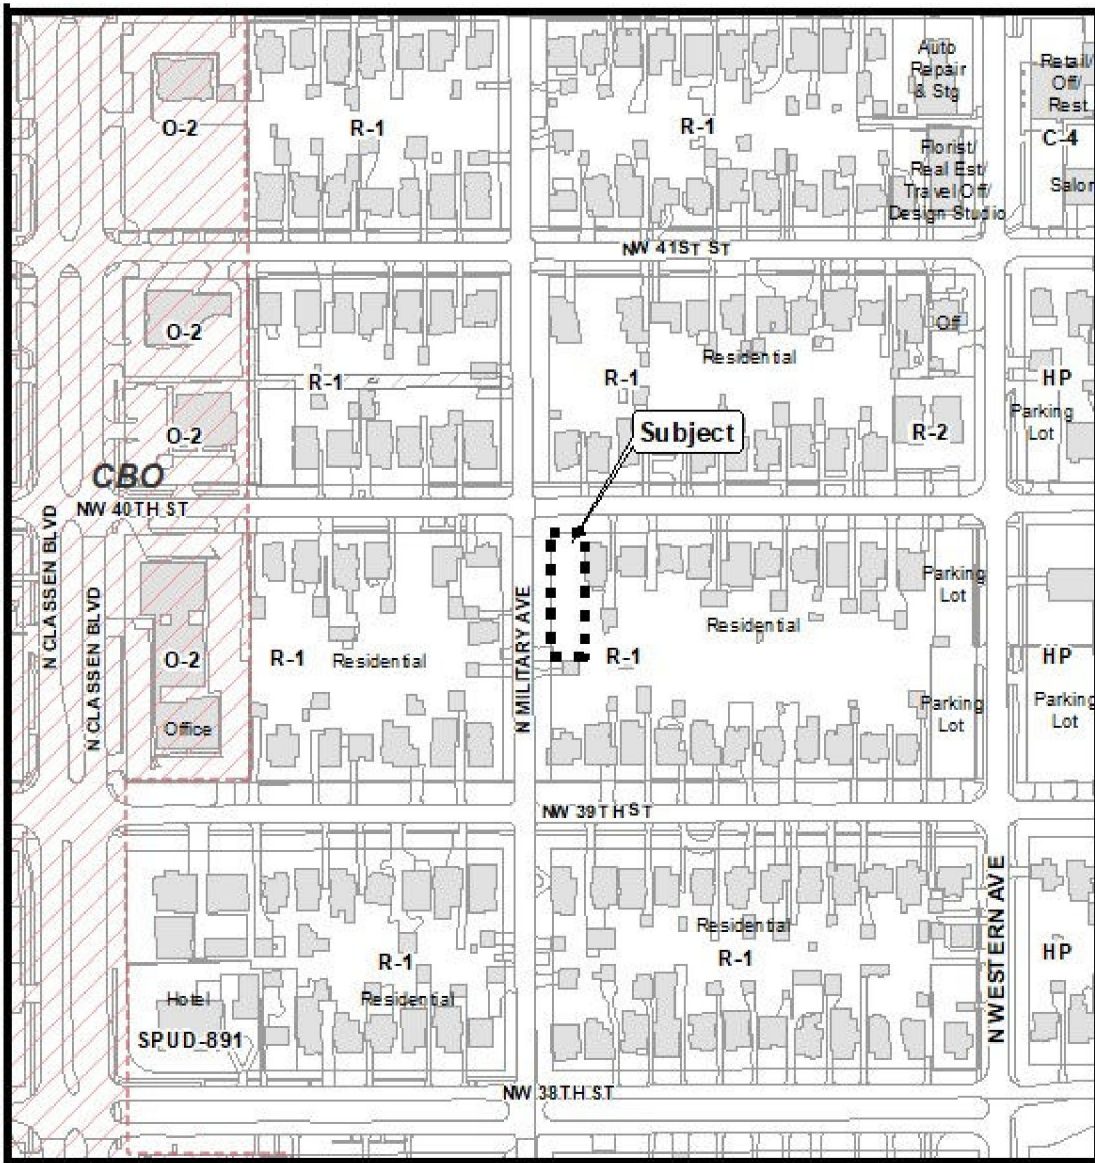 Auto
Repair
& Stg
Retail/
Off/
Rest
O-2
R-1
R-1
C-4
Florist/
Real Est/
Travel Off/
Design Studio
Salon
NW 41ST ST
O-2
Off
Residential
R-1
R-1
HP
Parking
Lot
O-2
Subject
R-2
CBO
NW 40TH ST
N CLASSEN BLVD
N CLASSEN BLVD
N MILITARY AVE
Parking
Lot
Residential
O-2
R-1
Residential
R-1
HP
Office
Parking
Lot
Parking
Lot
NW 39TH ST
N WESTERN AVE
Residential
R-1
R-1
HP
Hotel
Residential
SPUD-891
NW 38TH ST